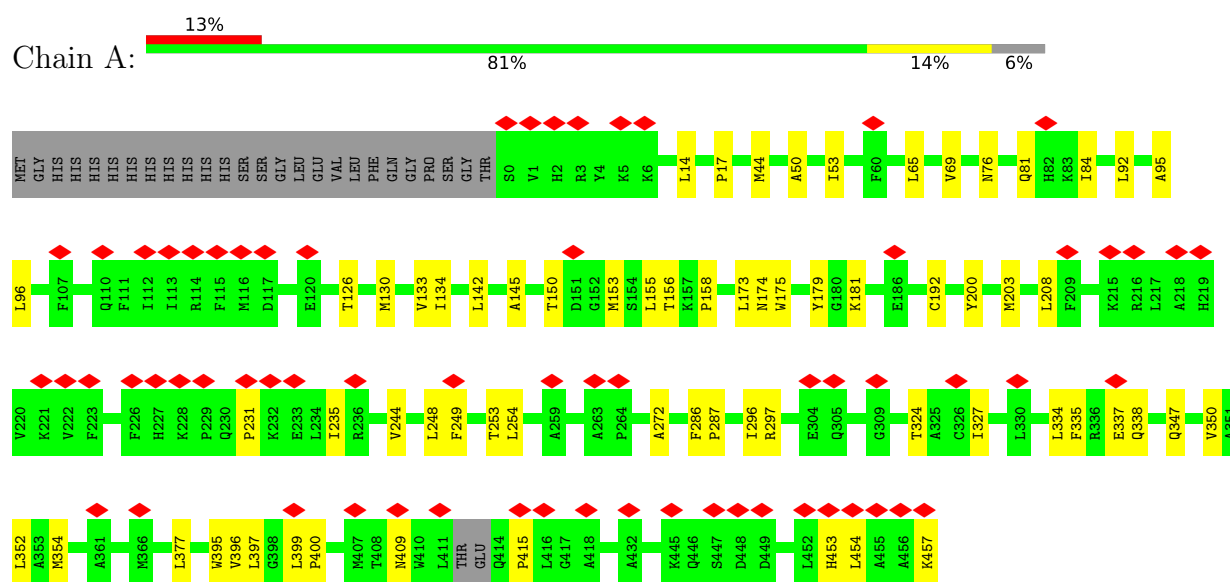 13%
Chain A:
81% 14% 6%
MET GLY HIS HIS HIS HIS HIS HIS HIS HIS HIS HIS SER SER GLY LEU GLU VAL LEU PHE GLN GLY PRO SER GLY THR S0 V1 H2 R3 Y4 K5 K6 L14 P17 M44 A50 I53 F60 L65 V69 N76 Q81 H82 K83 I84 L92 A95
L96 F107 Q110 F111 I112 I113 R114 F115 M116 D117 E120 T126 M130 V133 I134 L142 A145 T150 D151 G152 M153 S154 L155 T156 K157 P158 L173 N174 W175 Y179 G180 K181 E186 C192 Y200 M203 L208 F209 K215 R216 L217 A218 H219
V220 K221 V222 F223 F226 H227 K228 P229 Q230 P231 K232 E233 L234 I235 R236 V244 L248 F249 T253 L254 A259 A263 P264 A272 F286 P287 I296 R297 E304 Q305 G309 T324 A325 C326 I327 L330 L334 F335 R336 E337 Q338 Q347 V350 A351
L352 A353 M354 A361 M366 L377 W395 V396 L397 G398 L399 P400 M407 T408 N409 W410 L411 THR GLU Q414 P415 L416 G417 A418 A432 K445 Q446 S447 D448 D449 L452 H453 L454 A455 A456 K457